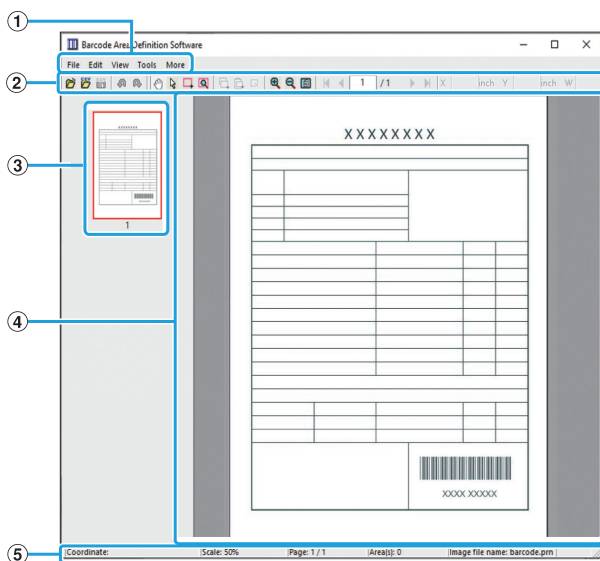 ①
Barcode Area Definition Software
File Edit View Tools More
②
1 / 1 X inch Y inch W
③
1
XXXXXXXX
④
XXXX XXXXX
⑤
Coordinate: Scale: 50% Page: 1 / 1 Area(s): 0 Image file name: barcode.prn